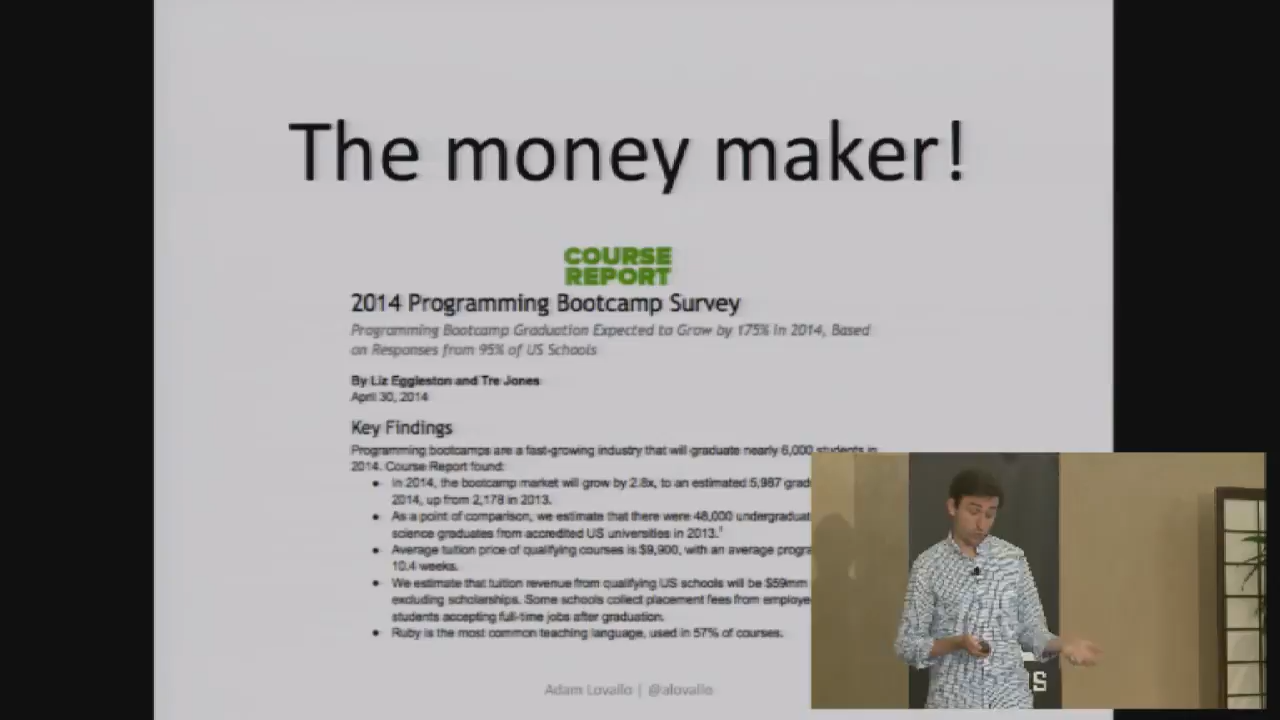 The money maker!
COURSE
REPORT
2014 Programming Bootcamp Survey
Programming Bootcamp Graduation Expected to Grow by 175% in 2014, Based
on Responses from 95% of US Schools
By Liz Eggleston and Tre Jones
April 30, 2014
Key Findings
Programming bootcamps are a fast-growing industry that will graduate nearly 6,000 students in
2014. Course Report found:
• In 2014, the bootcamp market will grow by 2.8x, to an estimated 5,987 grad
2014, up from 2,178 in 2013.
• As a point of comparison, we estimate that there were 48,000 undergraduat
science graduates from accredited US universities in 2013.¹
• Average tuition price of qualifying courses is $9,900, with an average progra
10.4 weeks.
• We estimate that tuition revenue from qualifying US schools will be $59mm
excluding scholarships. Some schools collect placement fees from employe
students accepting full-time jobs after graduation.
• Ruby is the most common teaching language, used in 57% of courses.
Adam Lovallo | @alovallo